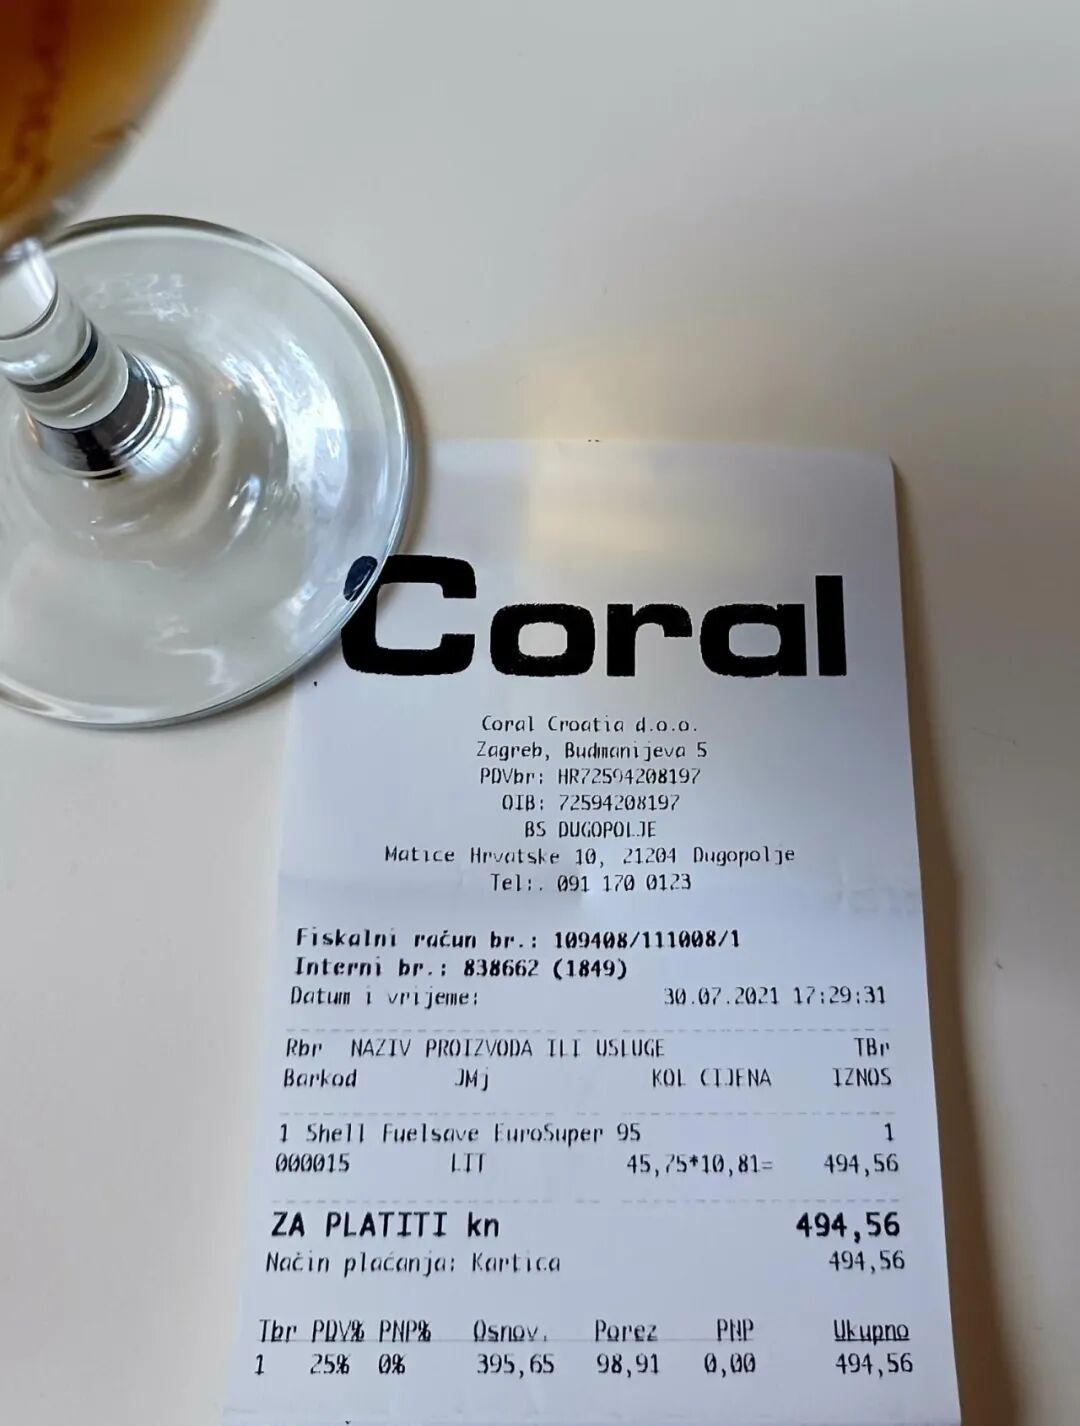 Coral
Coral Croatia d.o.o.
Zagreb, Budmanijeva 5
PDVbr: HR72594208197
OIB: 72594208197
BS DUGOPOLJE
Matice Hrvatske 10, 21204 Dugopolje
Tel:. 091 170 0123
Fiskalni račun br.: 109408/111008/1
Interni br.: 838662 (1849)
Datum i vrijeme: 30.07.2021 17:29:31
Rbr NAZIV PROIZVODA ILI USLUGE TBr
Barkod JMj KOL CIJENA IZNOS
1 Shell Fuelsave EuroSuper 95 1
000015 LIT 45,75*10,81= 494,56
ZA PLATITI kn 494,56
Način plaćanja: Kartica 494,56
Tbr PDV% PNP% Osnov. Porez PNP Ukupno
1 25% 0% 395,65 98,91 0,00 494,56